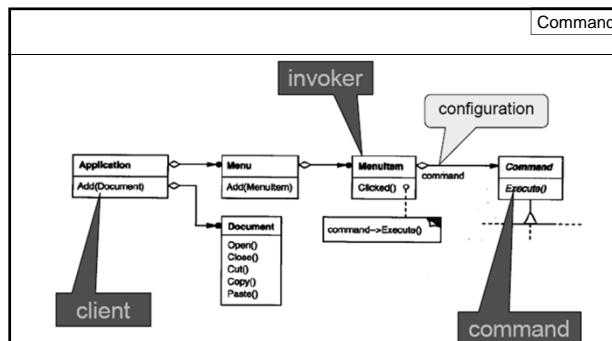 Command
invoker
configuration
Application
Add(Document)
Menu
Add(MenuItem)
MenuItem
Clicked()
command
Command
Execute()
command-->Execute()
Document
Open()
Close()
Cut()
Copy()
Paste()
client
command